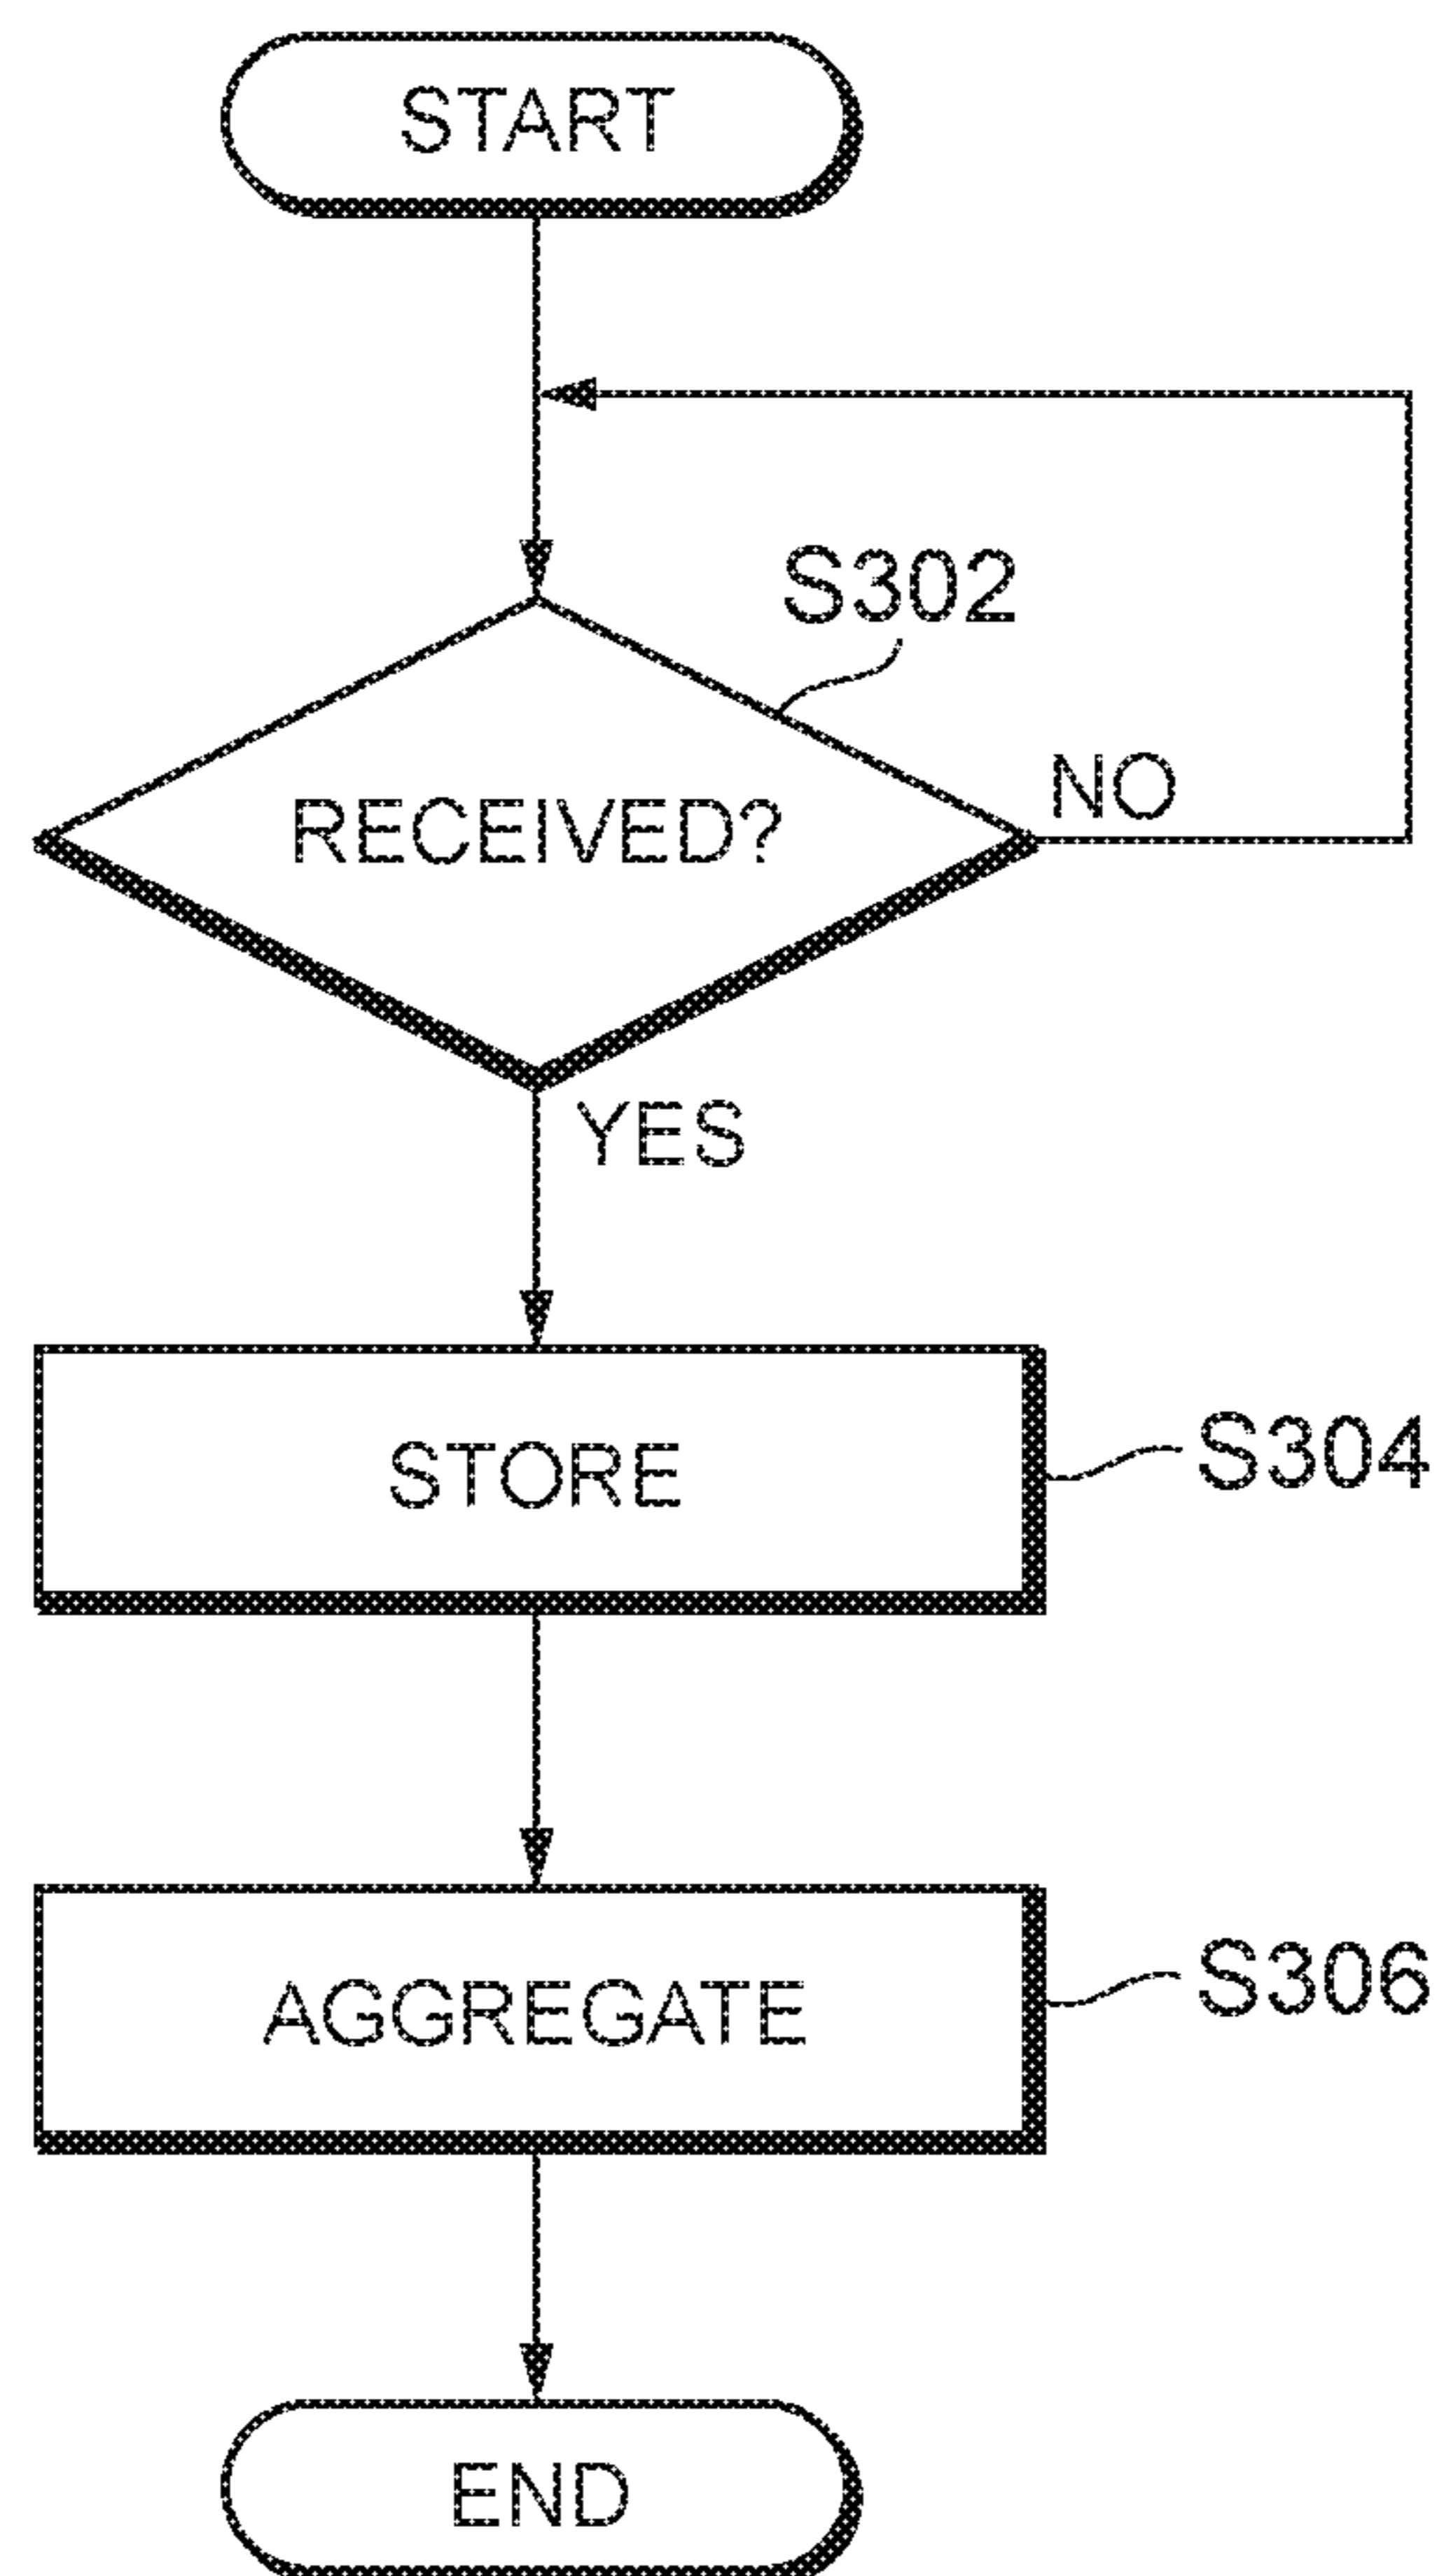 START
S302
RECEIVED?
NO
YES
STORE
S304
AGGREGATE
S306
END